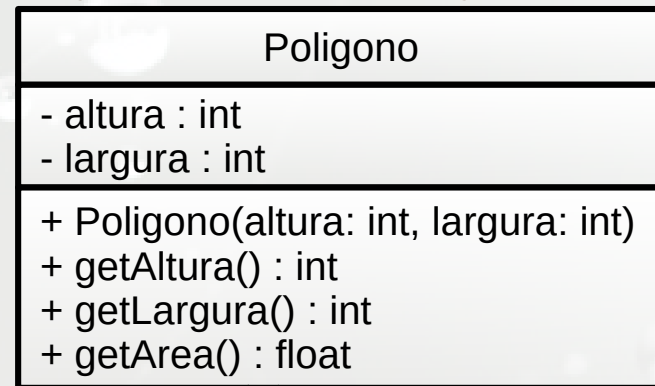 Poligono
- altura : int
- largura : int
+ Poligono(altura: int, largura: int)
+ getAltura() : int
+ getLargura() : int
+ getArea() : float